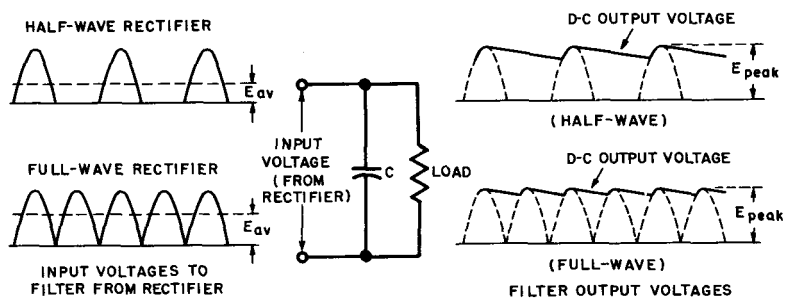 HALF-WAVE RECTIFIER
Eav
FULL-WAVE RECTIFIER
Eav
INPUT VOLTAGES TO
FILTER FROM RECTIFIER
INPUT
VOLTAGE
(FROM
RECTIFIER)
C
LOAD
D-C OUTPUT VOLTAGE
Epeak
(HALF-WAVE)
D-C OUTPUT VOLTAGE
Epeak
(FULL-WAVE)
FILTER OUTPUT VOLTAGES